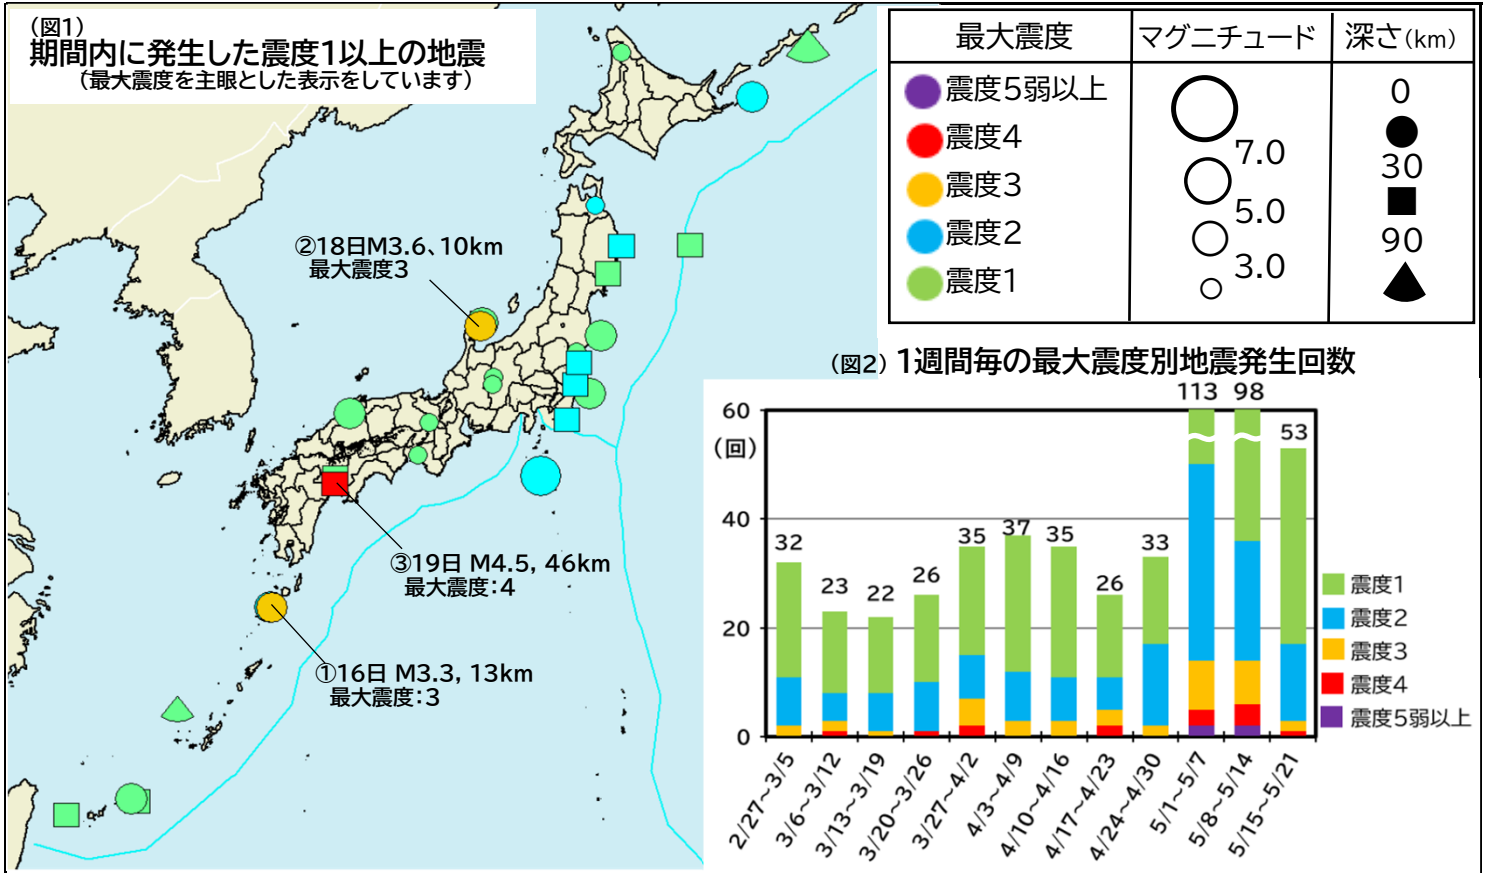 (図1)
期間内に発生した震度1以上の地震
(最大震度を主眼とした表示をしています)
②18日M3.6、10km
最大震度3
③19日 M4.5, 46km
最大震度:4
①16日 M3.3, 13km
最大震度:3
最大震度 マグニチュード 深さ(km)
震度5弱以上
震度4
震度3
震度2
震度1
7.0
5.0
3.0
0
30
90
(図2) 1週間毎の最大震度別地震発生回数
(回)
60
40
20
0
32
23
22
26
35
37
35
26
33
113
98
53
2/27~3/5
3/6~3/12
3/13~3/19
3/20~3/26
3/27~4/2
4/3~4/9
4/10~4/16
4/17~4/23
4/24~4/30
5/1~5/7
5/8~5/14
5/15~5/21
震度1
震度2
震度3
震度4
震度5弱以上